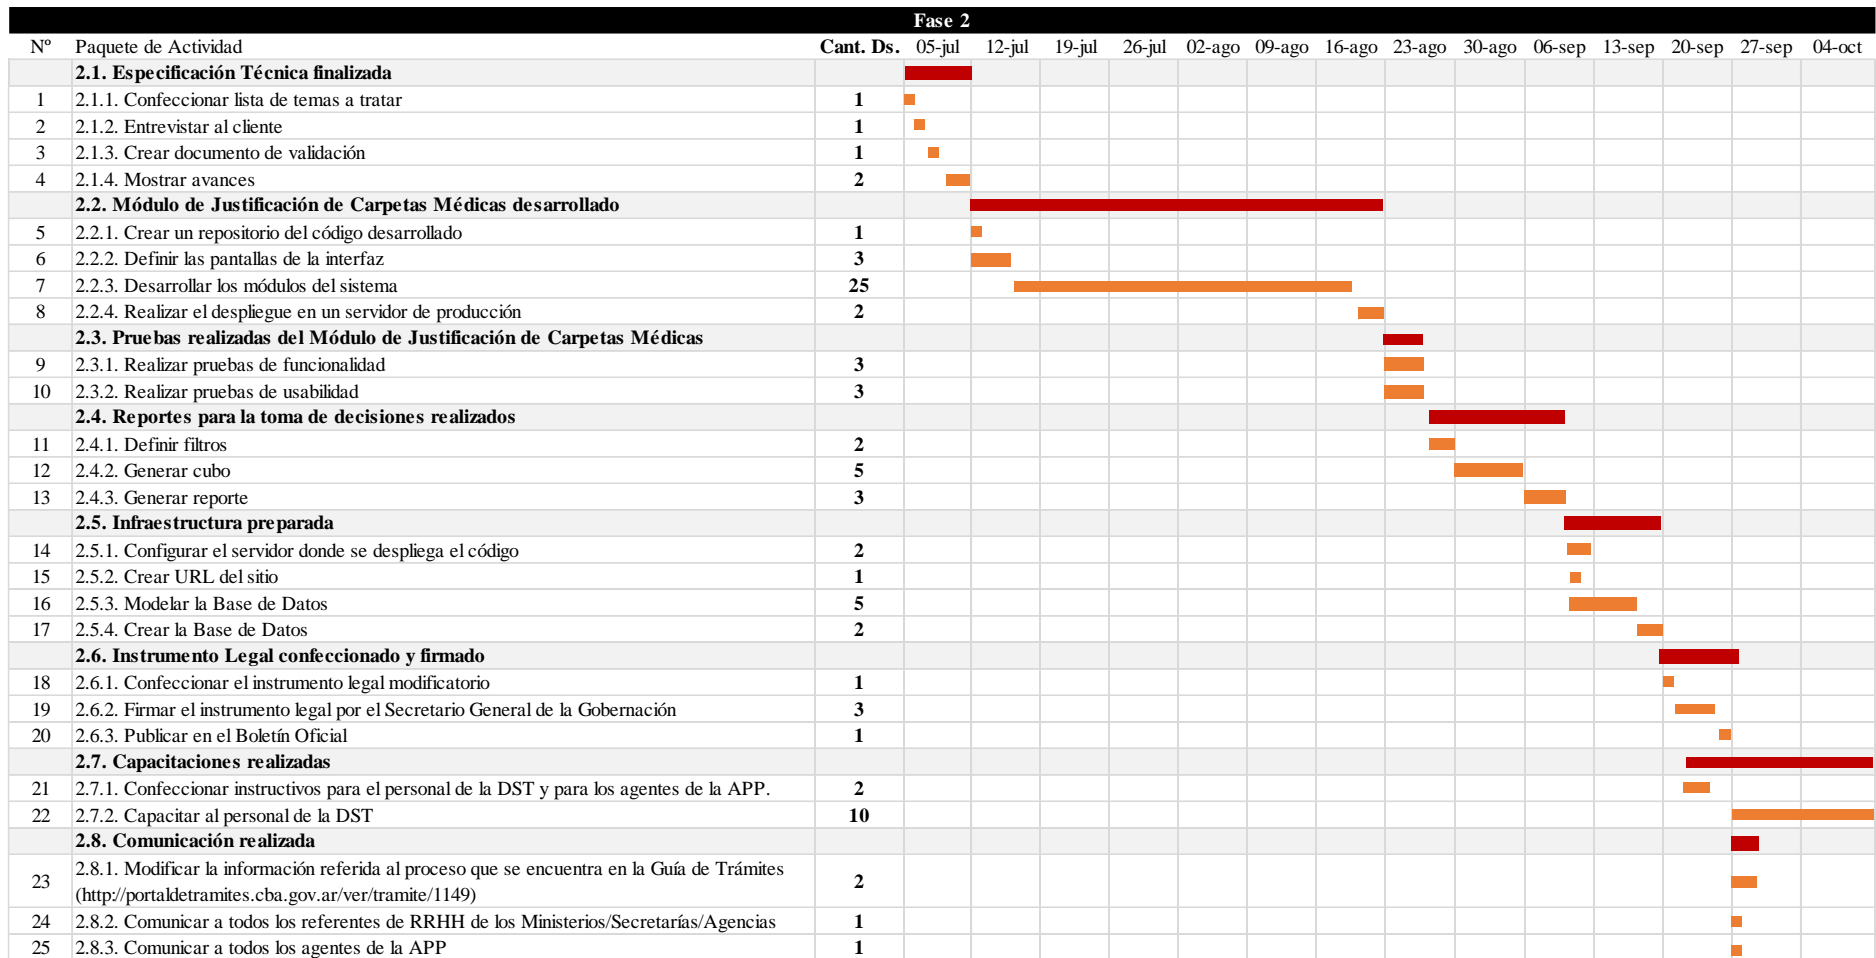 Fase 2
Nº Paquete de Actividad Cant. Ds. 05-jul 12-jul 19-jul 26-jul 02-ago 09-ago 16-ago 23-ago 30-ago 06-sep 13-sep 20-sep 27-sep 04-oct
2.1. Especificación Técnica finalizada
1 2.1.1. Confeccionar lista de temas a tratar 1
2 2.1.2. Entrevistar al cliente 1
3 2.1.3. Crear documento de validación 1
4 2.1.4. Mostrar avances 2
2.2. Módulo de Justificación de Carpetas Médicas desarrollado
5 2.2.1. Crear un repositorio del código desarrollado 1
6 2.2.2. Definir las pantallas de la interfaz 3
7 2.2.3. Desarrollar los módulos del sistema 25
8 2.2.4. Realizar el despliegue en un servidor de producción 2
2.3. Pruebas realizadas del Módulo de Justificación de Carpetas Médicas
9 2.3.1. Realizar pruebas de funcionalidad 3
10 2.3.2. Realizar pruebas de usabilidad 3
2.4. Reportes para la toma de decisiones realizados
11 2.4.1. Definir filtros 2
12 2.4.2. Generar cubo 5
13 2.4.3. Generar reporte 3
2.5. Infraestructura preparada
14 2.5.1. Configurar el servidor donde se despliega el código 2
15 2.5.2. Crear URL del sitio 1
16 2.5.3. Modelar la Base de Datos 5
17 2.5.4. Crear la Base de Datos 2
2.6. Instrumento Legal confeccionado y firmado
18 2.6.1. Confeccionar el instrumento legal modificatorio 1
19 2.6.2. Firmar el instrumento legal por el Secretario General de la Gobernación 3
20 2.6.3. Publicar en el Boletín Oficial 1
2.7. Capacitaciones realizadas
21 2.7.1. Confeccionar instructivos para el personal de la DST y para los agentes de la APP. 2
22 2.7.2. Capacitar al personal de la DST 10
2.8. Comunicación realizada
23 2.8.1. Modificar la información referida al proceso que se encuentra en la Guía de Trámites
(http://portaldetramites.cba.gov.ar/ver/tramite/1149) 2
24 2.8.2. Comunicar a todos los referentes de RRHH de los Ministerios/Secretarías/Agencias 1
25 2.8.3. Comunicar a todos los agentes de la APP 1